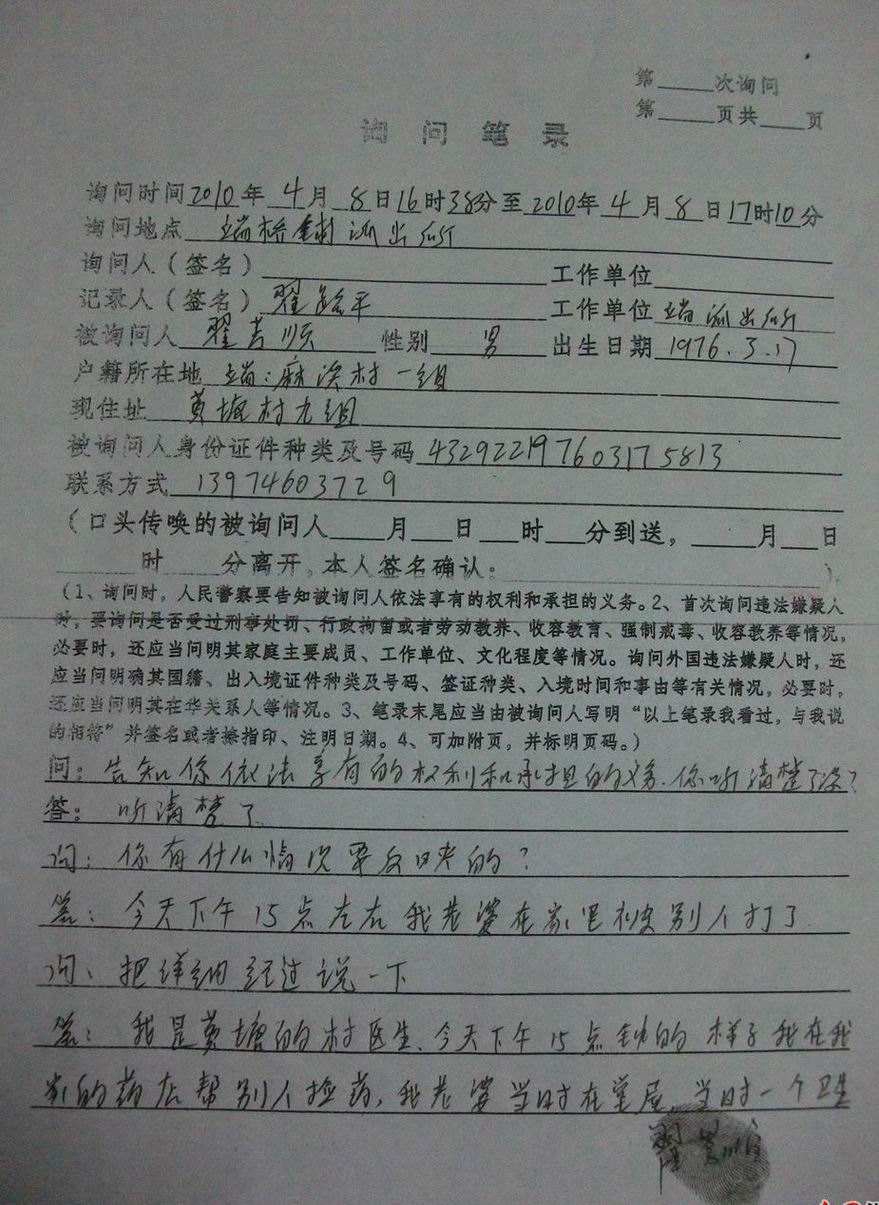 第____次询问
第____页共____页
询问笔录
询问时间2010年4月8日16时38分至2010年4月8日17时10分
询问地点 端桥铺派出所
询问人（签名）________工作单位________
记录人（签名）翟 平 工作单位 端派出所
被询问人 翟 顺 性别 男 出生日期 1976.3.17
户籍所在地 端:麻溪村一组
现住址 黄塘村九组
被询问人身份证件种类及号码 432922197603175813
联系方式 13974603729
（口头传唤的被询问人____月___日___时___分到送，____月___日
____时____分离开。本人签名确认：________）
（1、询问时，人民警察要告知被询问人依法享有的权利和承担的义务。2、首次询问违法嫌疑人
时，要询问是否受过刑事处罚、行政拘留或者劳动教养、收容教育、强制戒毒、收容教养等情况，
必要时，还应当问明其家庭主要成员、工作单位、文化程度等情况。询问外国违法嫌疑人时，还
应当问明确其国籍、出入境证件种类及号码、签证种类、入境时间和事由等有关情况，必要时，
还应当问明其在华关系人等情况。3、笔录末尾应当由被询问人写明“以上笔录我看过，与我说
的相符”并签名或者捺指印、注明日期。4、可加附页，并标明页码。）
问：告知你依法享有的权利和承担的义务.你听清楚了没？
答：听清楚了
问：你有什么情况要反映的？
答：今天下午15点左右我老婆在家里被别人打了
问：把详细经过说一下
答：我是黄塘的村医生、今天下午15点钟的样子我在我
家的药店帮别人捡药，我老婆当时在堂屋，当时一个卫生